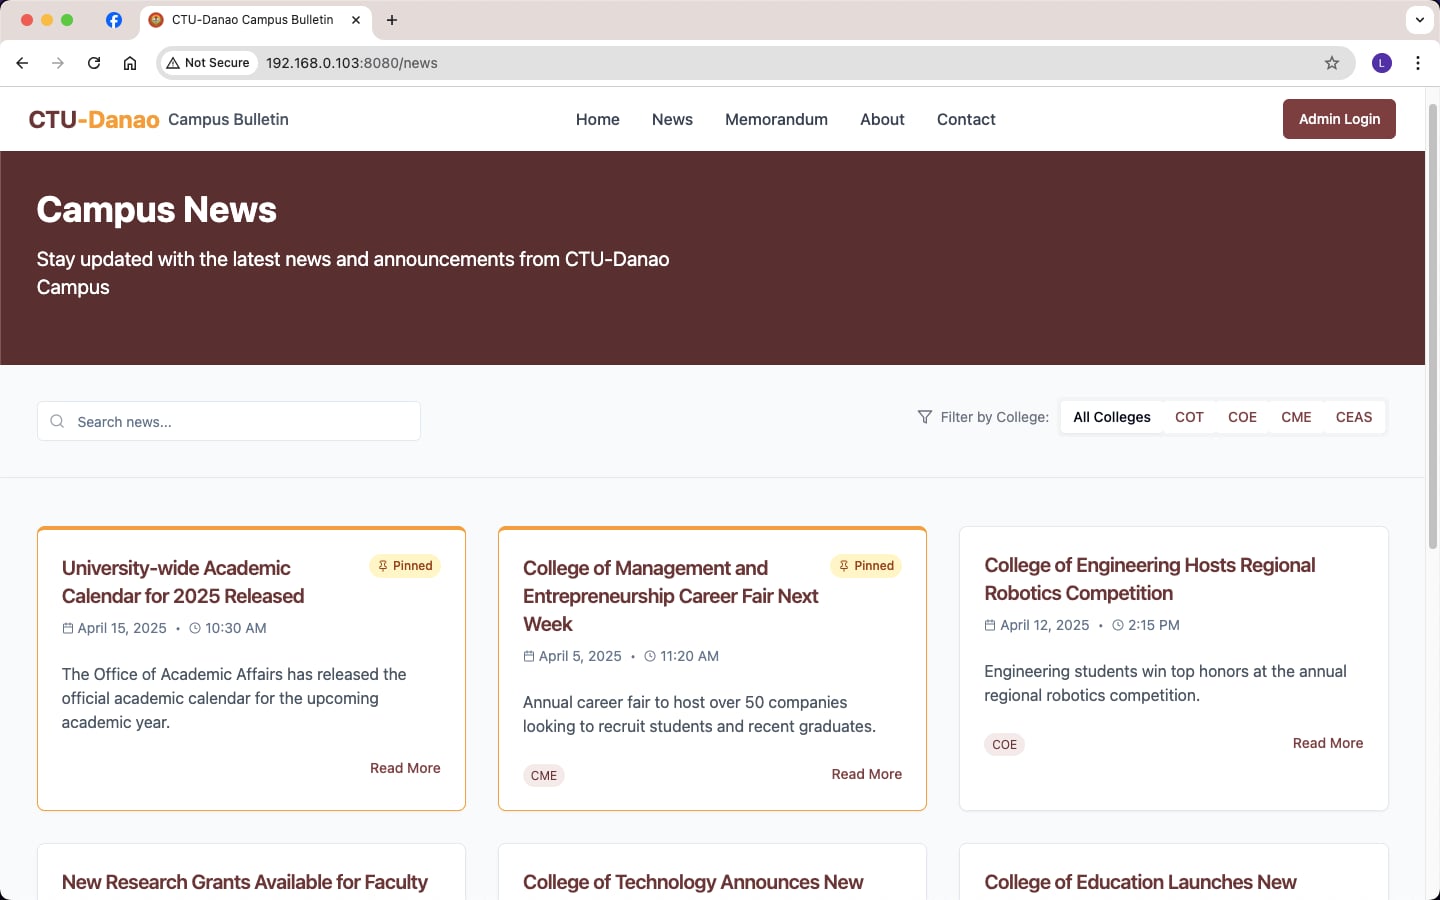 CTU-Danao Campus Bulletin
Not Secure
192.168.0.103:8080/news
L
CTU-Danao Campus Bulletin
Home
News
Memorandum
About
Contact
Admin Login
Campus News
Stay updated with the latest news and announcements from CTU-Danao
Campus
Search news...
Filter by College:
All Colleges
COT
COE
CME
CEAS
University-wide Academic
Calendar for 2025 Released
Pinned
April 15, 2025 • 10:30 AM
The Office of Academic Affairs has released the
official academic calendar for the upcoming
academic year.
Read More
College of Management and
Entrepreneurship Career Fair Next
Week
Pinned
April 5, 2025 • 11:20 AM
Annual career fair to host over 50 companies
looking to recruit students and recent graduates.
CME
Read More
College of Engineering Hosts Regional
Robotics Competition
April 12, 2025 • 2:15 PM
Engineering students win top honors at the annual
regional robotics competition.
COE
Read More
New Research Grants Available for Faculty
College of Technology Announces New
College of Education Launches New